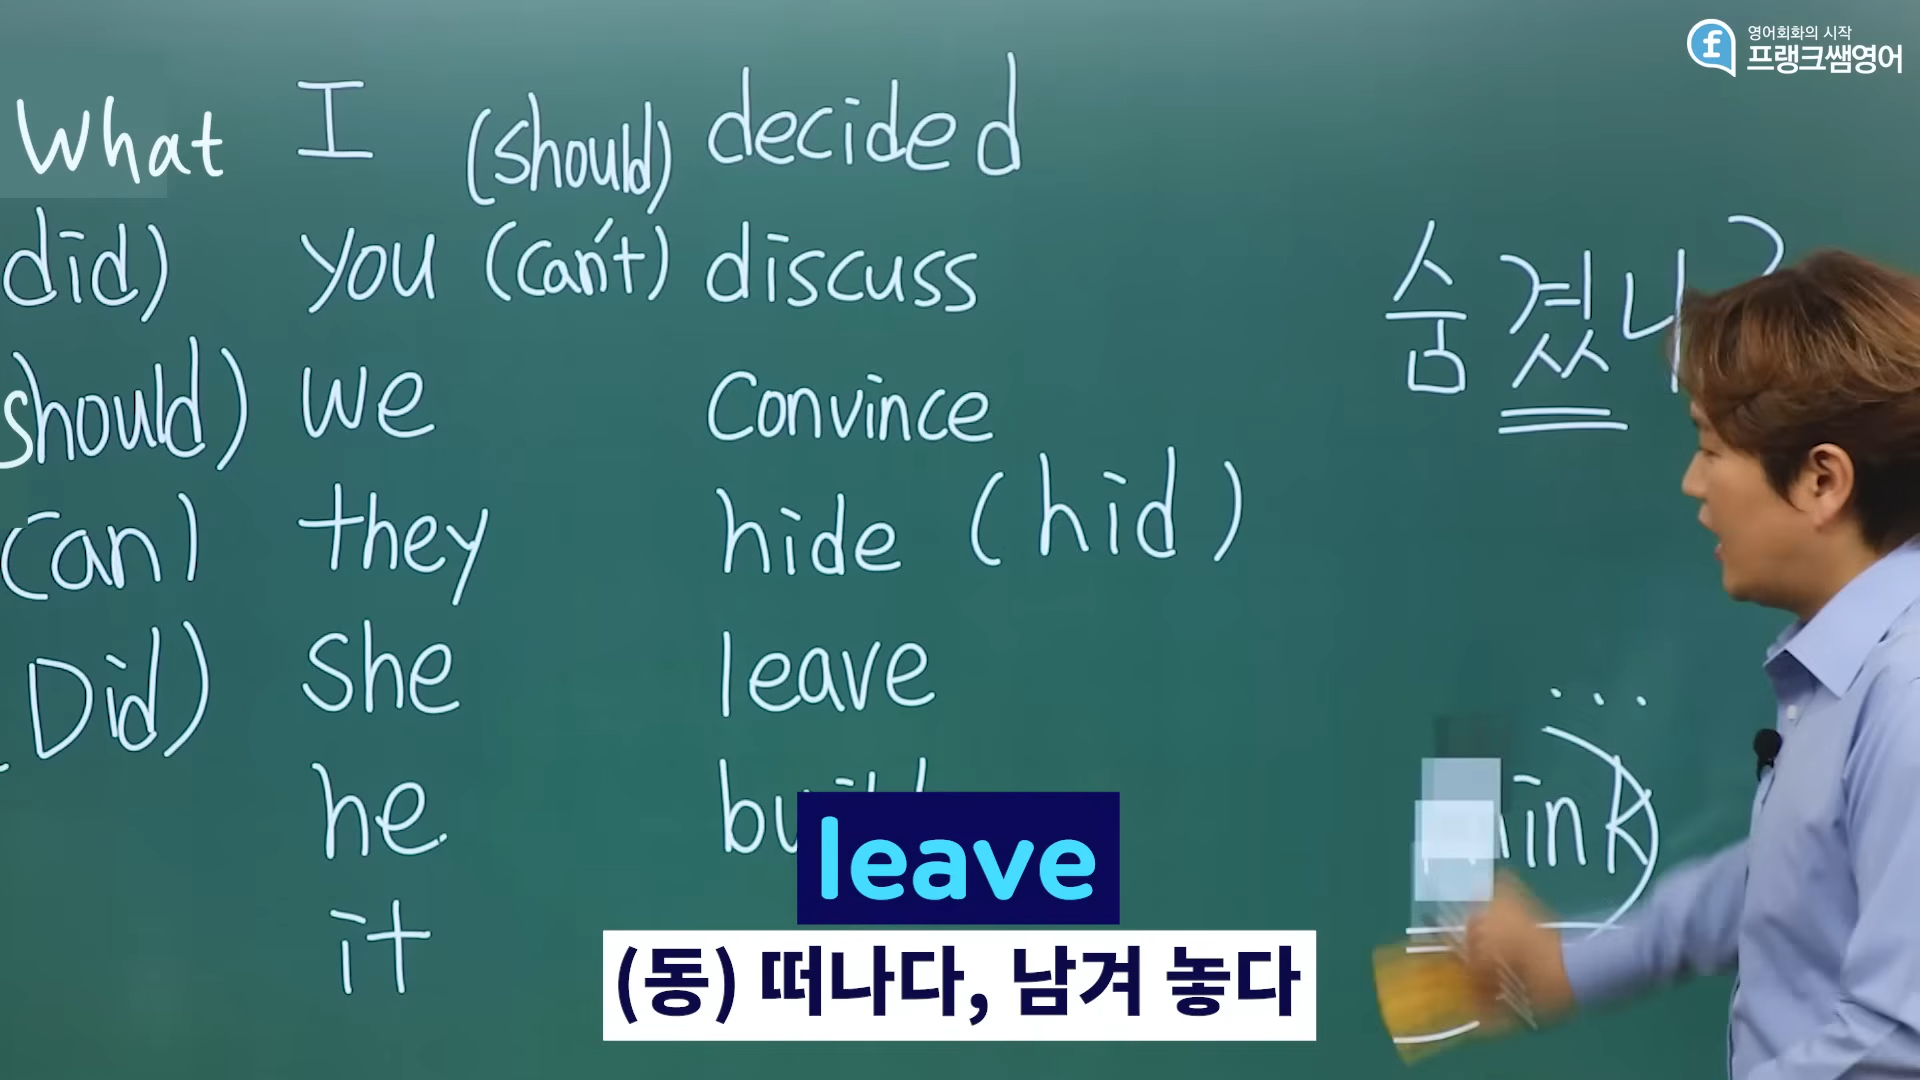 영어회화의 시작
프랭크쌤영어
What I (should) decided
did) you (can't) discuss
should) we convince
can) they hide (hid)
Did) she leave
he
it
숨겼니?
leave
(동) 떠나다, 남겨 놓다